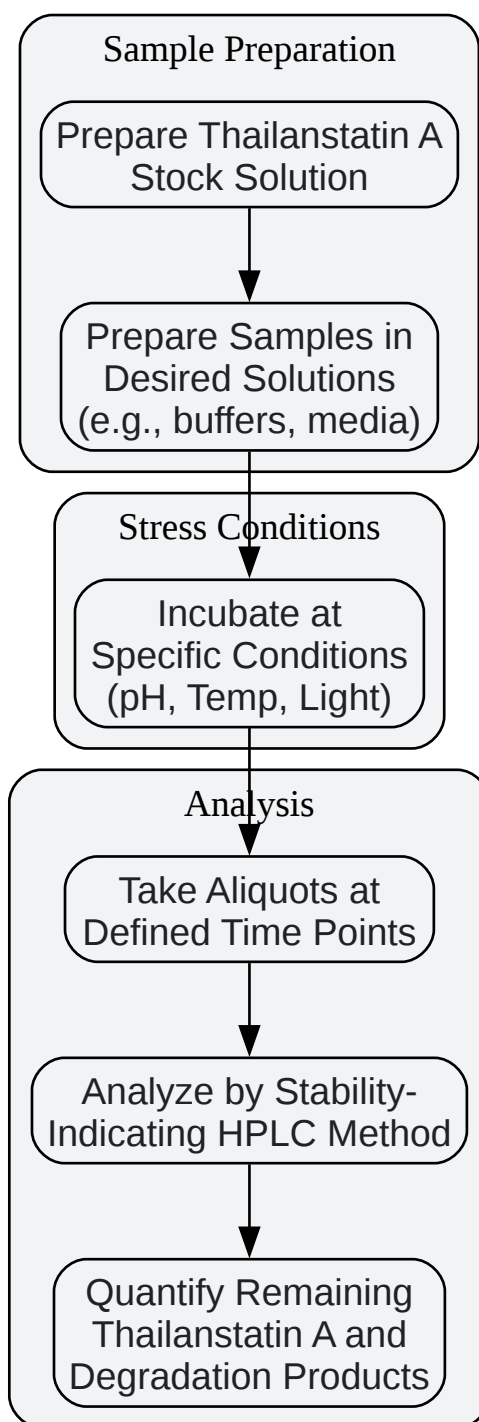 Sample Preparation
Prepare Thailanstatin A
Stock Solution
Prepare Samples in
Desired Solutions
(e.g., buffers, media)
Stress Conditions
Incubate at
Specific Conditions
(pH, Temp, Light)
Analysis
Take Aliquots at
Defined Time Points
Analyze by Stability-
Indicating HPLC Method
Quantify Remaining
Thailanstatin A and
Degradation Products